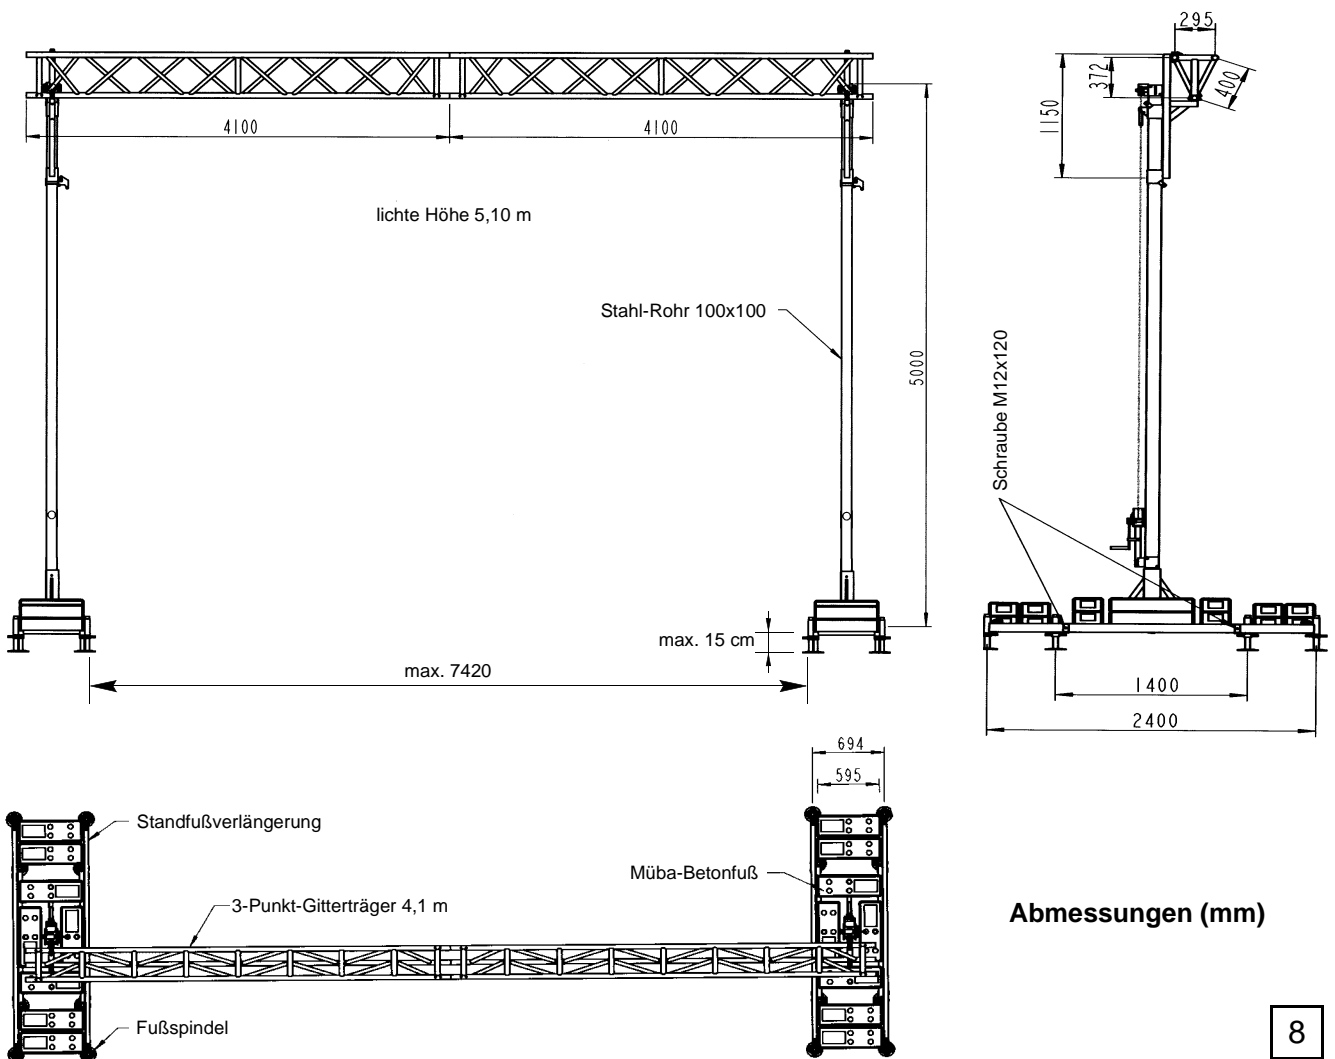 295
372
400
1150
4100
4100
lichte Höhe 5,10 m
Stahl-Rohr 100x100
5000
Schraube M12x120
max. 15 cm
max. 7420
1400
2400
694
595
Standfußverlängerung
Müba-Betonfuß
3-Punkt-Gitterträger 4,1 m
Abmessungen (mm)
Fußspindel
8